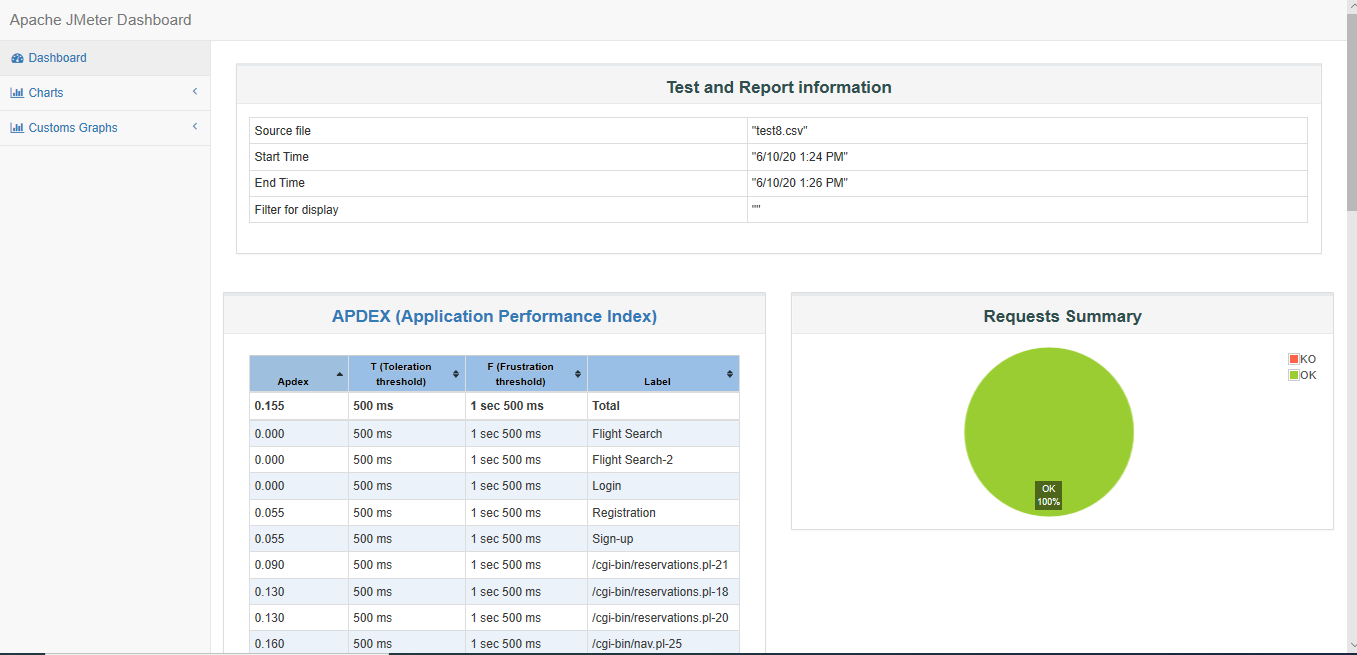 Apache JMeter Dashboard
Dashboard
Charts
Customs Graphs
Test and Report information
Source file "test8.csv"
Start Time "6/10/20 1:24 PM"
End Time "6/10/20 1:26 PM"
Filter for display ""
APDEX (Application Performance Index)
Apdex T (Toleration threshold) F (Frustration threshold) Label
0.155 500 ms 1 sec 500 ms Total
0.000 500 ms 1 sec 500 ms Flight Search
0.000 500 ms 1 sec 500 ms Flight Search-2
0.000 500 ms 1 sec 500 ms Login
0.055 500 ms 1 sec 500 ms Registration
0.055 500 ms 1 sec 500 ms Sign-up
0.090 500 ms 1 sec 500 ms /cgi-bin/reservations.pl-21
0.130 500 ms 1 sec 500 ms /cgi-bin/reservations.pl-18
0.130 500 ms 1 sec 500 ms /cgi-bin/reservations.pl-20
0.160 500 ms 1 sec 500 ms /cgi-bin/nav.pl-25
Requests Summary
KO
OK
OK
100%